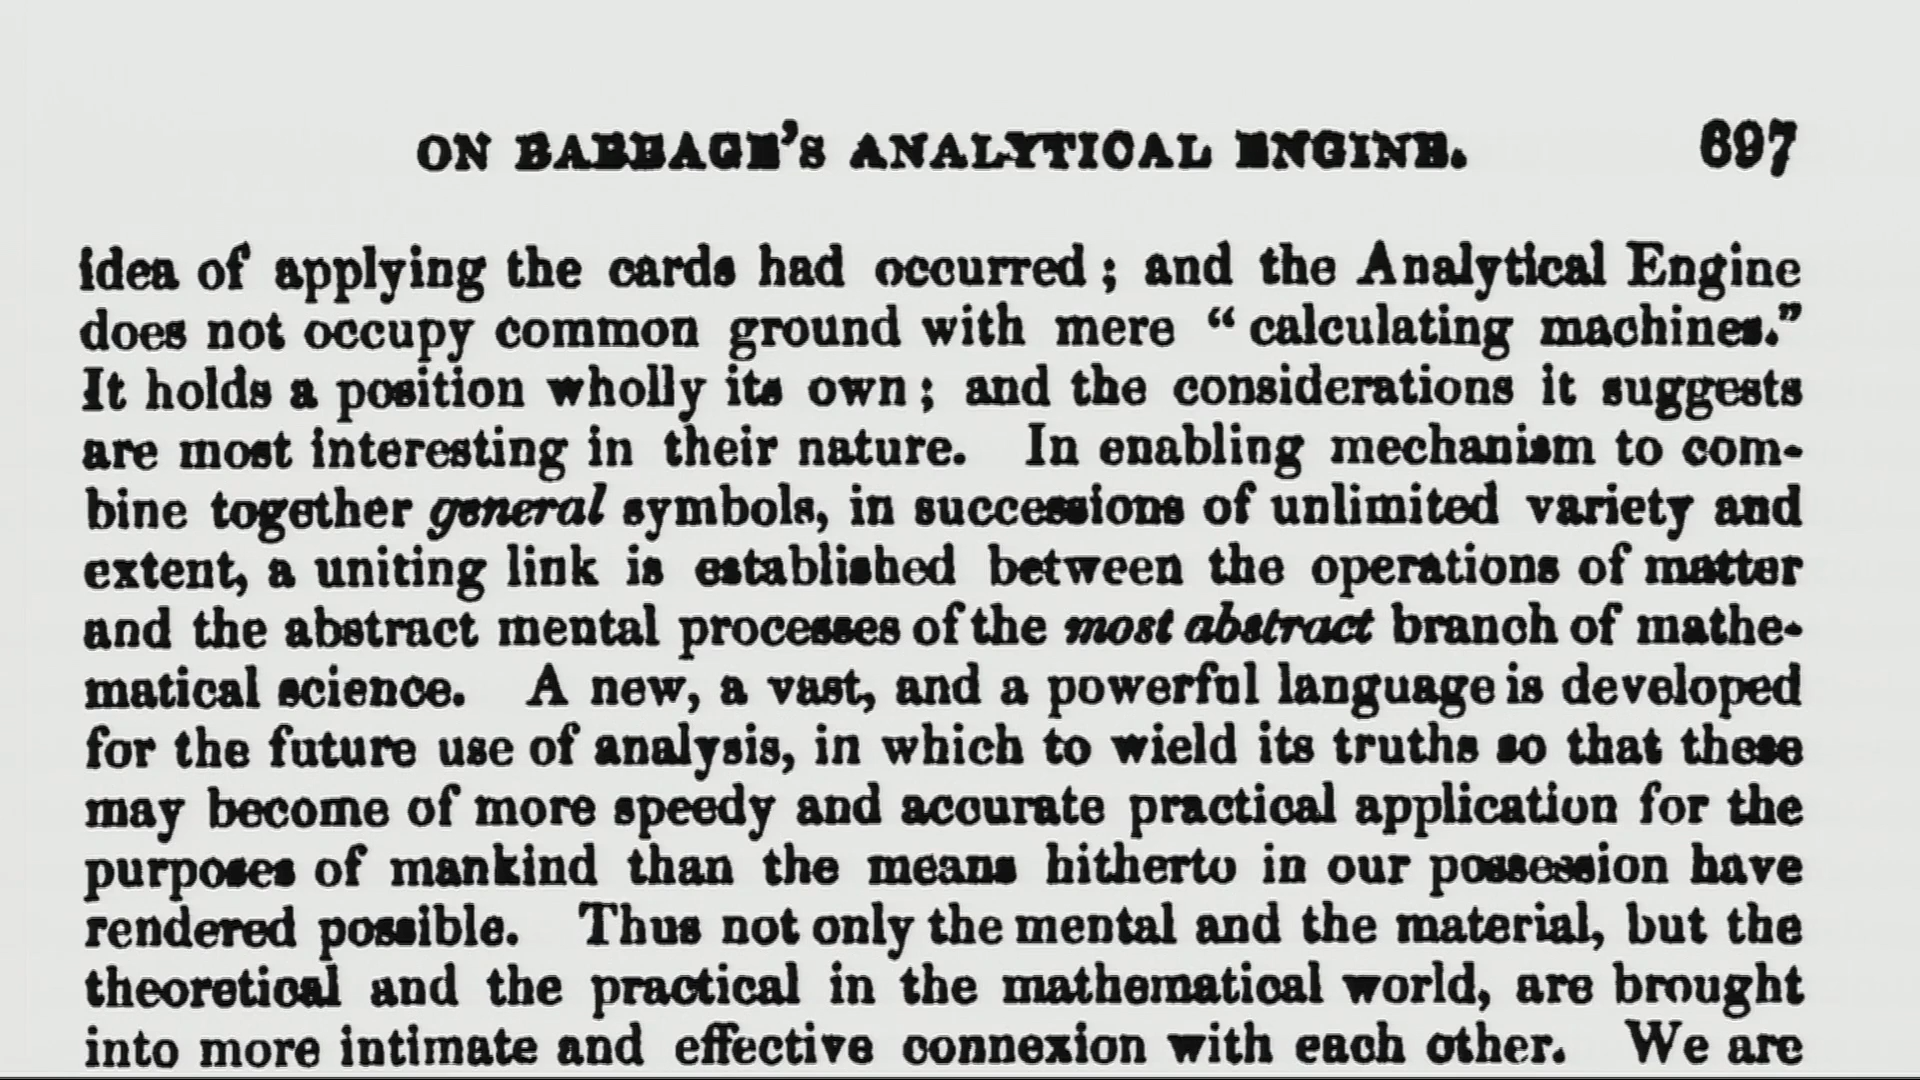 ON BABBAGE'S ANALYTICAL ENGINE. 697
idea of applying the cards had occurred; and the Analytical Engine
does not occupy common ground with mere “calculating machines.”
It holds a position wholly its own; and the considerations it suggests
are most interesting in their nature. In enabling mechanism to com-
bine together general symbols, in successions of unlimited variety and
extent, a uniting link is established between the operations of matter
and the abstract mental processes of the most abstract branch of mathe-
matical science. A new, a vast, and a powerful language is developed
for the future use of analysis, in which to wield its truths so that these
may become of more speedy and accurate practical application for the
purposes of mankind than the means hitherto in our possession have
rendered possible. Thus not only the mental and the material, but the
theoretical and the practical in the mathematical world, are brought
into more intimate and effective connexion with each other. We are